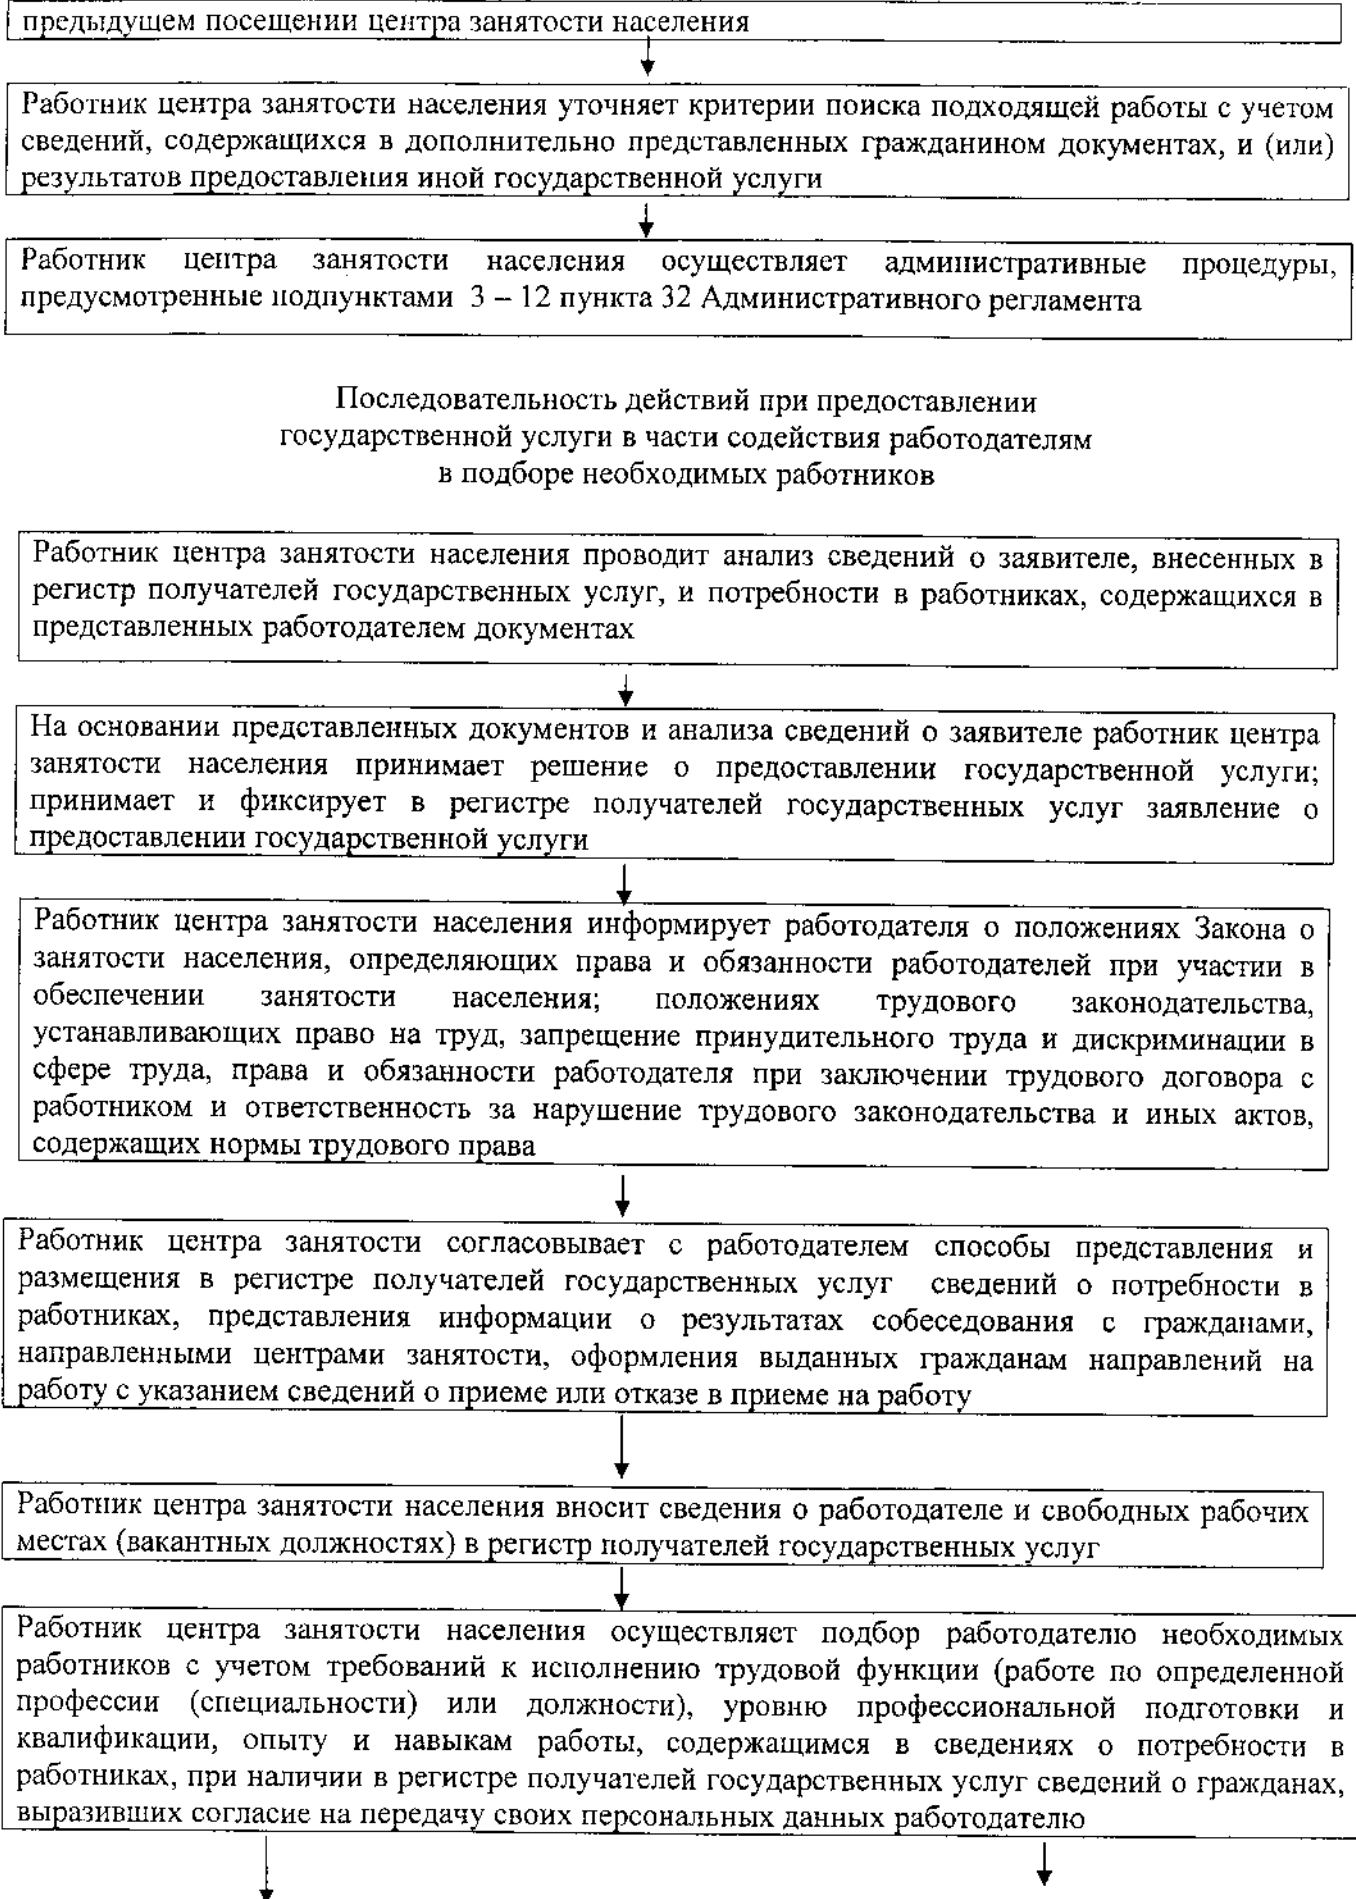 предыдущем посещении центра занятости населения
Работник центра занятости населения уточняет критерии поиска подходящей работы с учетом
сведений, содержащихся в дополнительно представленных гражданином документах, и (или)
результатов предоставления иной государственной услуги
Работник центра занятости населения осуществляет административные процедуры,
предусмотренные подпунктами 3 – 12 пункта 32 Административного регламента
Последовательность действий при предоставлении
государственной услуги в части содействия работодателям
в подборе необходимых работников
Работник центра занятости населения проводит анализ сведений о заявителе, внесенных в
регистр получателей государственных услуг, и потребности в работниках, содержащихся в
представленных работодателем документах
На основании представленных документов и анализа сведений о заявителе работник центра
занятости населения принимает решение о предоставлении государственной услуги;
принимает и фиксирует в регистре получателей государственных услуг заявление о
предоставлении государственной услуги
Работник центра занятости населения информирует работодателя о положениях Закона о
занятости населения, определяющих права и обязанности работодателей при участии в
обеспечении занятости населения; положениях трудового законодательства,
устанавливающих право на труд, запрещение принудительного труда и дискриминации в
сфере труда, права и обязанности работодателя при заключении трудового договора с
работником и ответственность за нарушение трудового законодательства и иных актов,
содержащих нормы трудового права
Работник центра занятости согласовывает с работодателем способы представления и
размещения в регистре получателей государственных услуг сведений о потребности в
работниках, представления информации о результатах собеседования с гражданами,
направленными центрами занятости, оформления выданных гражданам направлений на
работу с указанием сведений о приеме или отказе в приеме на работу
Работник центра занятости населения вносит сведения о работодателе и свободных рабочих
местах (вакантных должностях) в регистр получателей государственных услуг
Работник центра занятости населения осуществляет подбор работодателю необходимых
работников с учетом требований к исполнению трудовой функции (работе по определенной
профессии (специальности) или должности), уровню профессиональной подготовки и
квалификации, опыту и навыкам работы, содержащимся в сведениях о потребности в
работниках, при наличии в регистре получателей государственных услуг сведений о гражданах,
выразивших согласие на передачу своих персональных данных работодателю